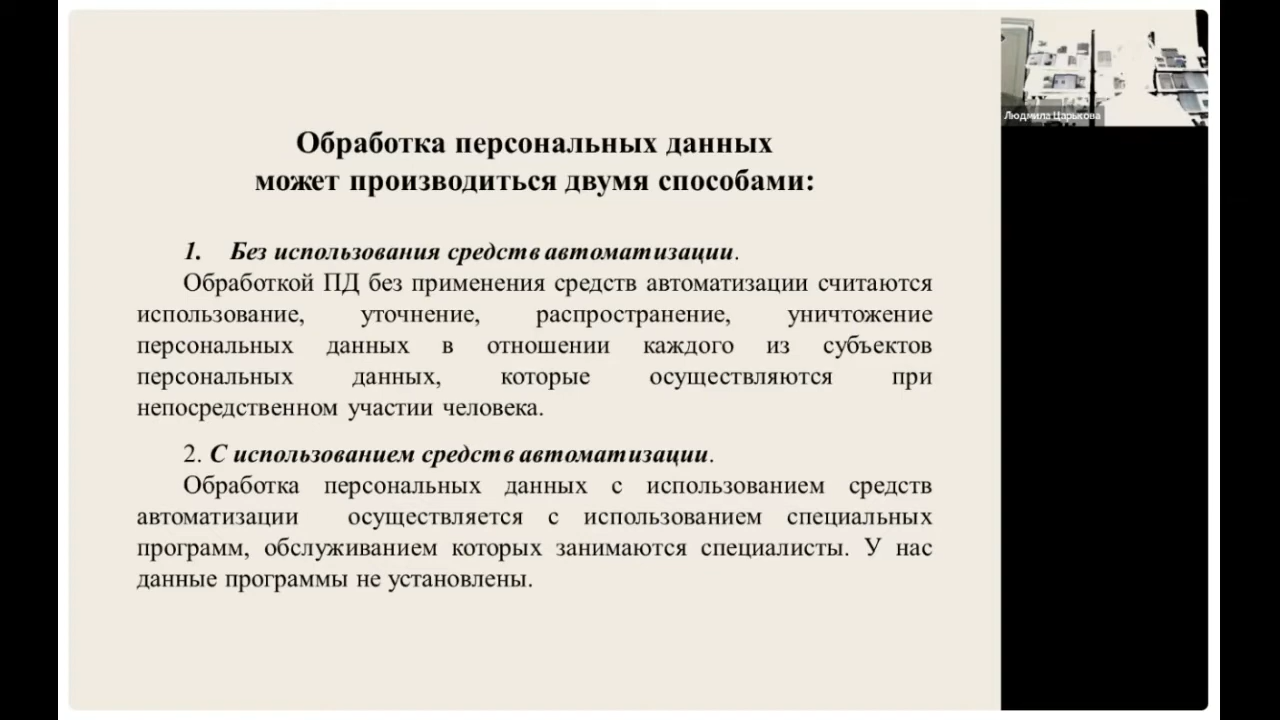 Обработка персональных данных
может производиться двумя способами:
1. Без использования средств автоматизации.
Обработкой ПД без применения средств автоматизации считаются
использование, уточнение, распространение, уничтожение
персональных данных в отношении каждого из субъектов
персональных данных, которые осуществляются при
непосредственном участии человека.
2. С использованием средств автоматизации.
Обработка персональных данных с использованием средств
автоматизации осуществляется с использованием специальных
программ, обслуживанием которых занимаются специалисты. У нас
данные программы не установлены.
Людмила Царькова